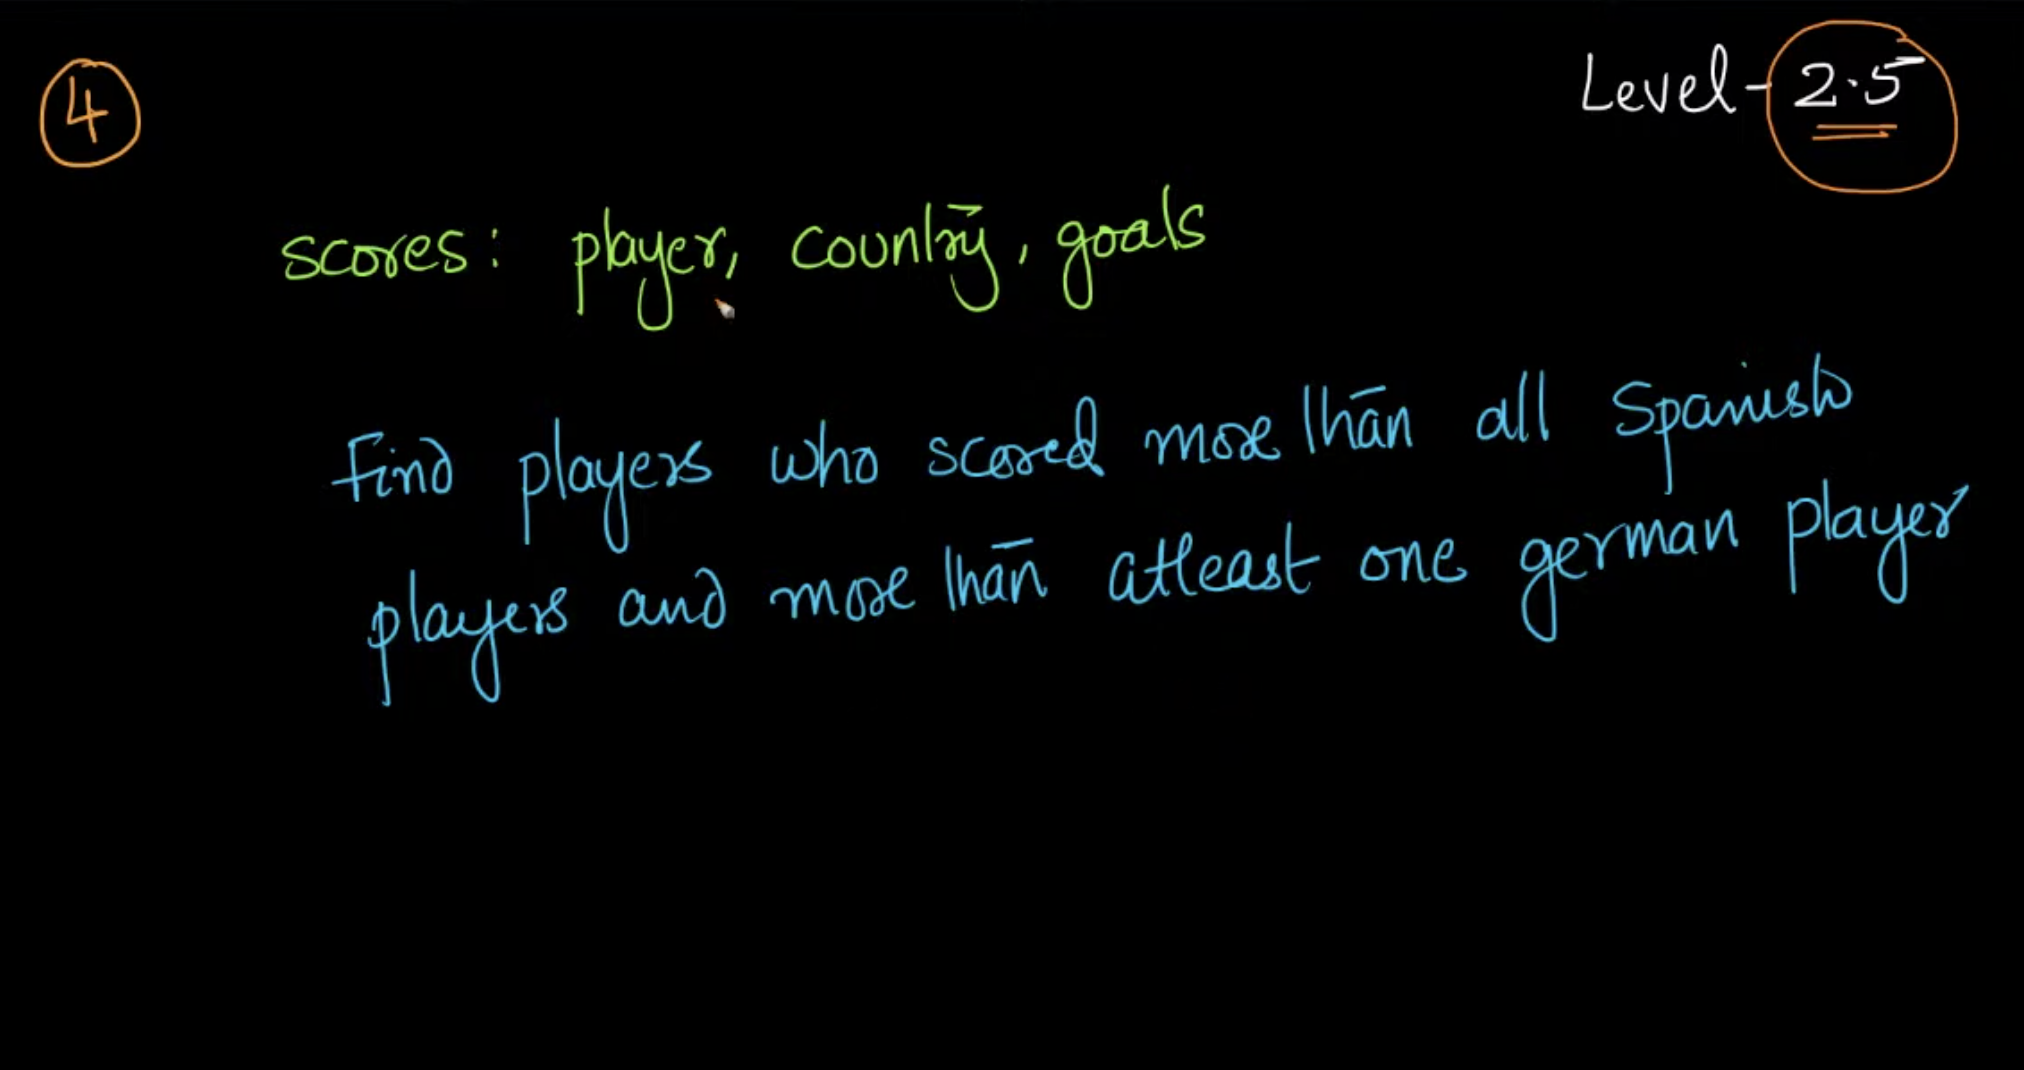 4
Level - 2.5
scores: player, country, goals
Find players who scored more than all Spanish
players and more than atleast one german player